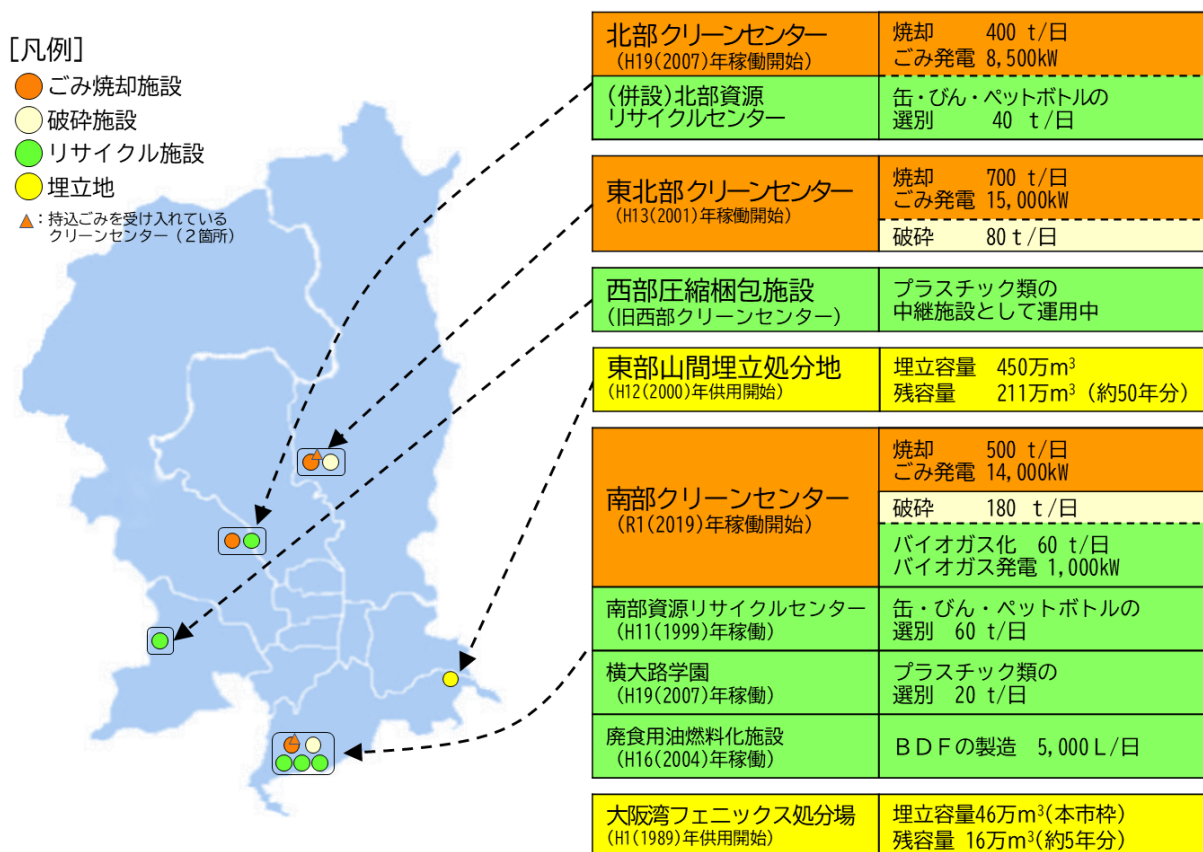 [凡例]
ごみ焼却施設
破砕施設
リサイクル施設
埋立地
：持込ごみを受け入れている
クリーンセンター（２箇所）
北部クリーンセンター
(H19(2007)年稼働開始)
焼却 400 t/日
ごみ発電 8,500kW
(併設)北部資源
リサイクルセンター
缶・びん・ペットボトルの
選別 40 t/日
東北部クリーンセンター
(H13(2001)年稼働開始)
焼却 700 t/日
ごみ発電 15,000kW
破砕 80t/日
西部圧縮梱包施設
(旧西部クリーンセンター)
プラスチック類の
中継施設として運用中
東部山間埋立処分地
(H12(2000)年供用開始)
埋立容量 450万m³
残容量 211万m³ (約50年分)
南部クリーンセンター
(R1(2019)年稼働開始)
焼却 500 t/日
ごみ発電 14,000kW
破砕 180 t/日
バイオガス化 60 t/日
バイオガス発電 1,000kW
南部資源リサイクルセンター
(H11(1999)年稼働)
缶・びん・ペットボトルの
選別 60 t/日
横大路学園
(H19(2007)年稼働)
プラスチック類の
選別 20 t/日
廃食用油燃料化施設
(H16(2004)年稼働)
ＢＤＦの製造 5,000Ｌ/日
大阪湾フェニックス処分場
(H1(1989)年供用開始)
埋立容量46万m³(本市枠)
残容量 16万m³(約5年分)